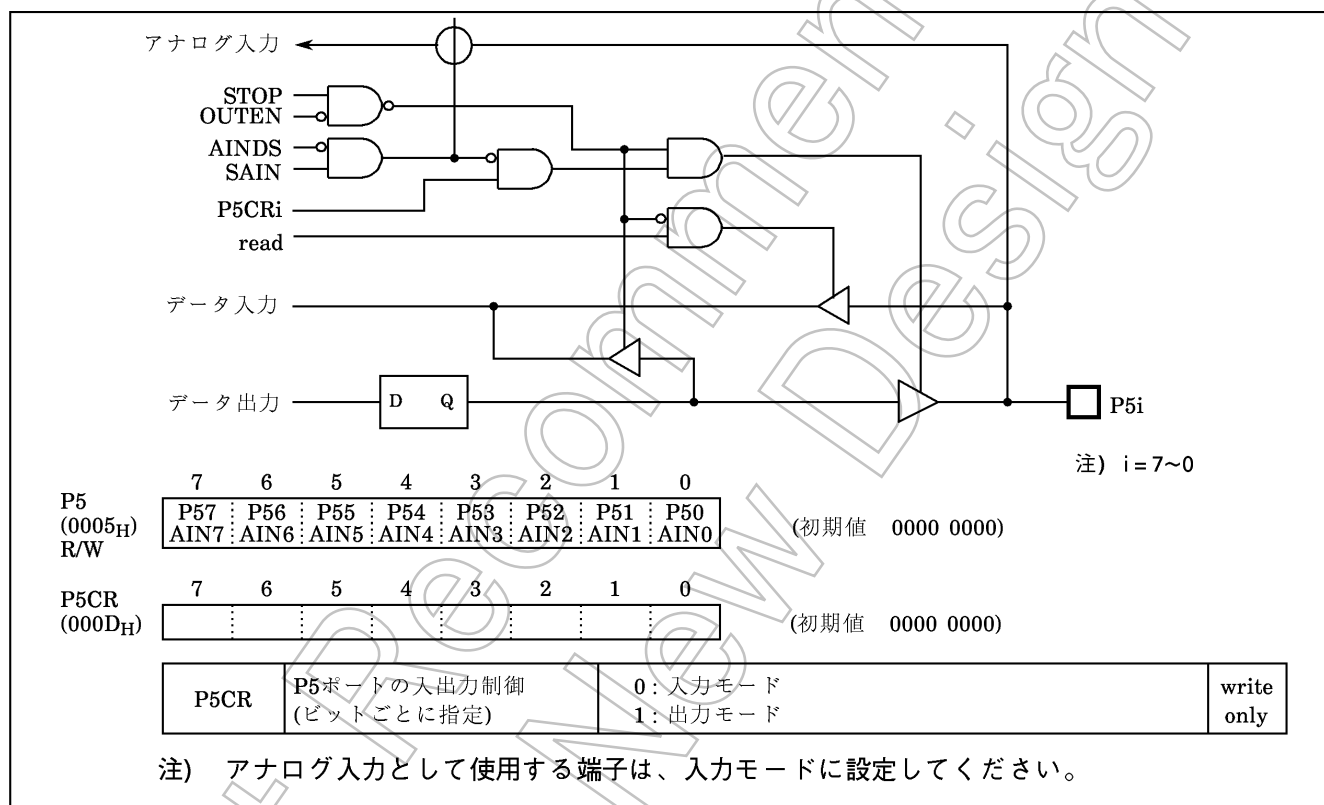 アナログ入力
STOP
OUTEN
AINDS
SAIN
P5CRi
read
データ入力
データ出力
D Q
P5i
注) i = 7~0
7 6 5 4 3 2 1 0
P5
(0005H)
R/W
P57 P56 P55 P54 P53 P52 P51 P50
AIN7 AIN6 AIN5 AIN4 AIN3 AIN2 AIN1 AIN0
(初期値 0000 0000)
7 6 5 4 3 2 1 0
P5CR
(000DH)
(初期値 0000 0000)
P5CR
P5ポートの入出力制御
(ビットごとに指定)
0 : 入力モード
1 : 出力モード
write
only
注) アナログ入力として使用する端子は、入力モードに設定してください。
Recommen
New Design